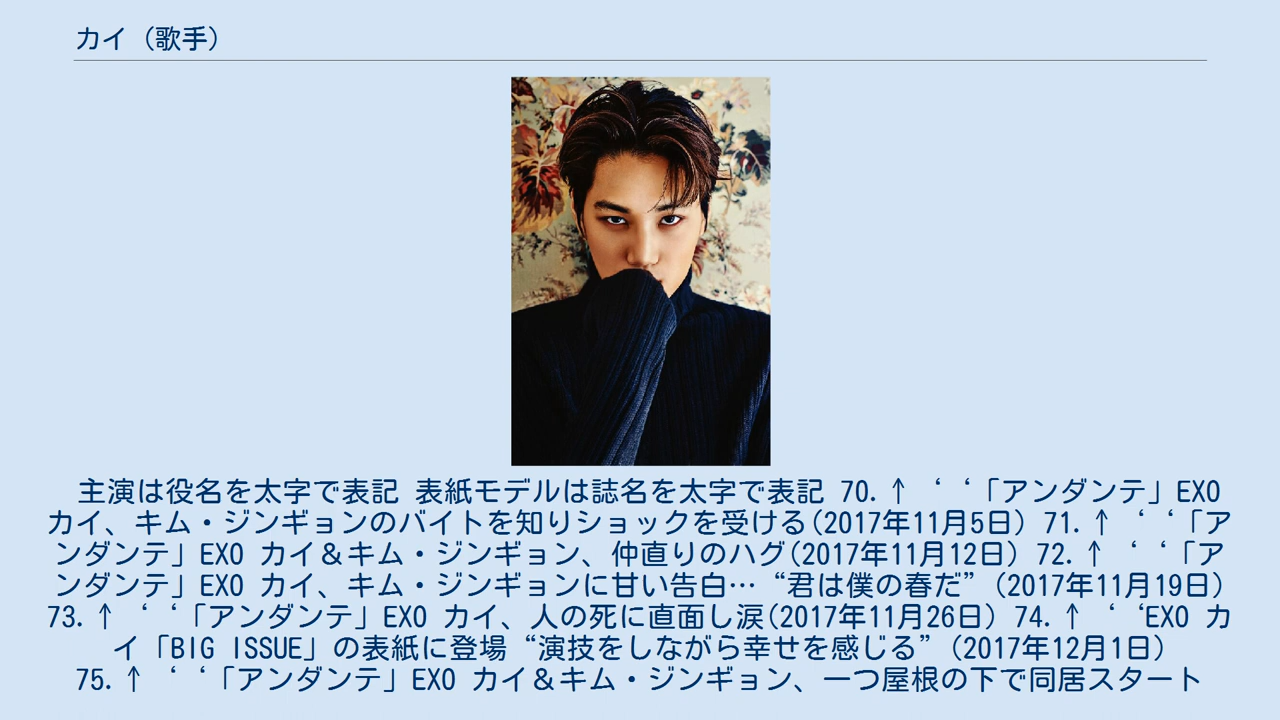 カイ（歌手）
主演は役名を太字で表記 表紙モデルは誌名を太字で表記 70. ↑ ‘ ‘「アンダンテ」EXO
カイ、キム・ジンギョンのバイトを知りショックを受ける(2017年11月5日) 71. ↑ ‘ ‘「ア
ンダンテ」EXO カイ＆キム・ジンギョン、仲直りのハグ(2017年11月12日) 72. ↑ ‘ ‘「ア
ンダンテ」EXO カイ、キム・ジンギョンに甘い告白… “君は僕の春だ” (2017年11月19日)
73. ↑ ‘ ‘「アンダンテ」EXO カイ、人の死に直面し涙(2017年11月26日) 74. ↑ ‘ ‘EXO カ
イ「BIG ISSUE」の表紙に登場 “演技をしながら幸せを感じる” (2017年12月1日)
75. ↑ ‘ ‘「アンダンテ」EXO カイ＆キム・ジンギョン、一つ屋根の下で同居スタート